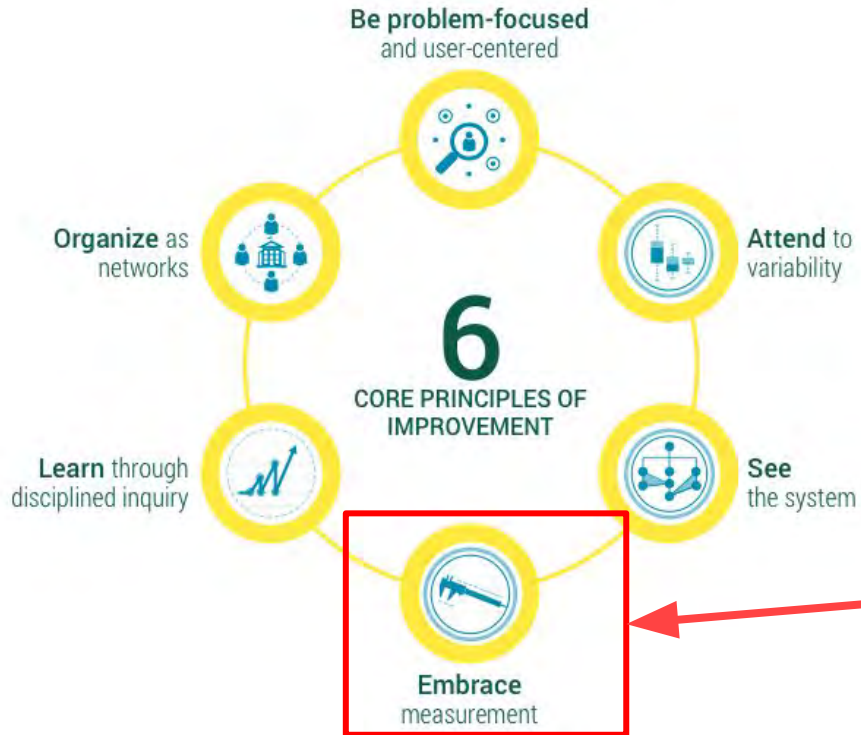 Be problem-focused
and user-centered
Organize as
networks
Attend to
variability
6
CORE PRINCIPLES OF
IMPROVEMENT
Learn through
disciplined inquiry
See
the system
Embrace
measurement